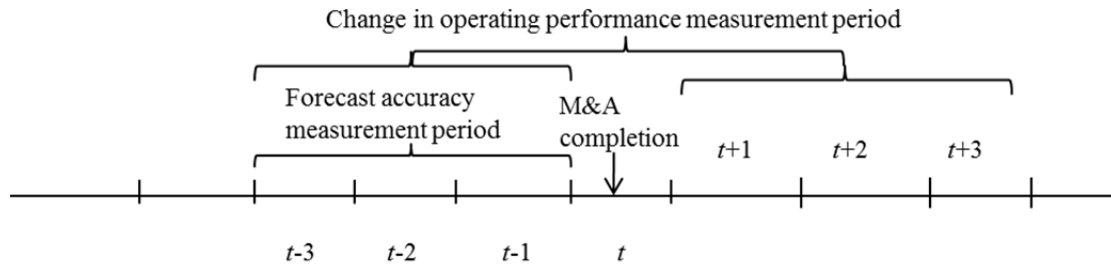 Change in operating performance measurement period
Forecast accuracy
measurement period
M&A
completion
t+1
t+2
t+3
t-3
t-2
t-1
t